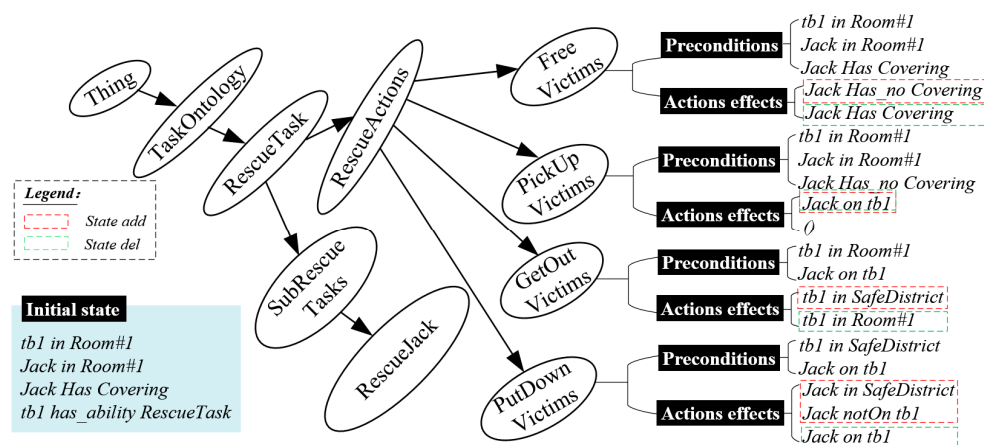 Thing
TaskOntology
RescueTask
RescueActions
SubRescue
Tasks
RescueJack
Free
Victims
PickUp
Victims
GetOut
Victims
PutDown
Victims
Preconditions
tb1 in Room#1
Jack in Room#1
Jack Has Covering
Actions effects
Jack Has_no Covering
Jack Has Covering
Preconditions
tb1 in Room#1
Jack in Room#1
Jack Has_no Covering
Actions effects
Jack on tb1
()
Preconditions
tb1 in Room#1
Jack on tb1
Actions effects
tb1 in SafeDistrict
tb1 in Room#1
Preconditions
tb1 in SafeDistrict
Jack on tb1
Actions effects
Jack in SafeDistrict
Jack notOn tb1
Jack on tb1
Legend:
State add
State del
Initial state
tb1 in Room#1
Jack in Room#1
Jack Has Covering
tb1 has_ability RescueTask